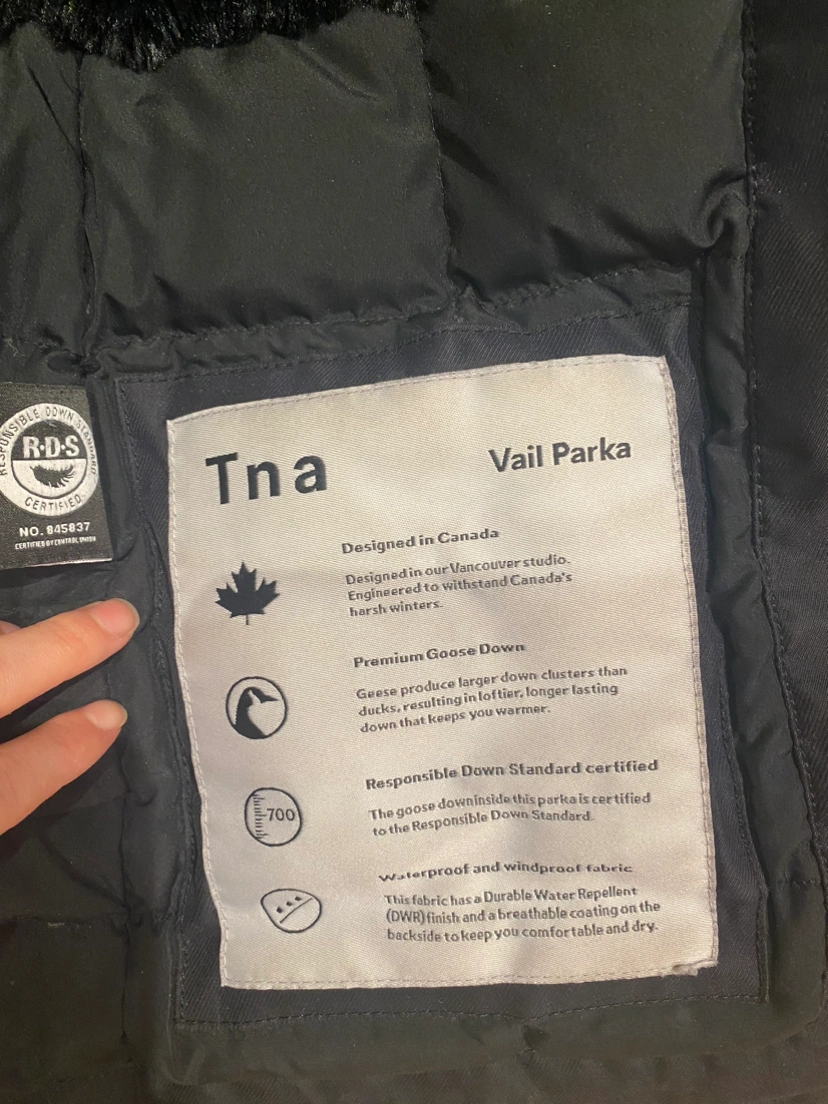 RESPONSIBLE DOWN STANDARD
R·D·S
CERTIFIED
NO. 845837
CERTIFIED BY CONTROL UNION
Tna
Vail Parka
Designed in Canada
Designed in our Vancouver studio.
Engineered to withstand Canada's
harsh winters.
Premium Goose Down
Geese produce larger down clusters than
ducks, resulting in loftier, longer lasting
down that keeps you warmer.
700
Responsible Down Standard certified
The goose down inside this parka is certified
to the Responsible Down Standard.
Waterproof and windproof fabric
This fabric has a Durable Water Repellent
(DWR) finish and a breathable coating on the
backside to keep you comfortable and dry.